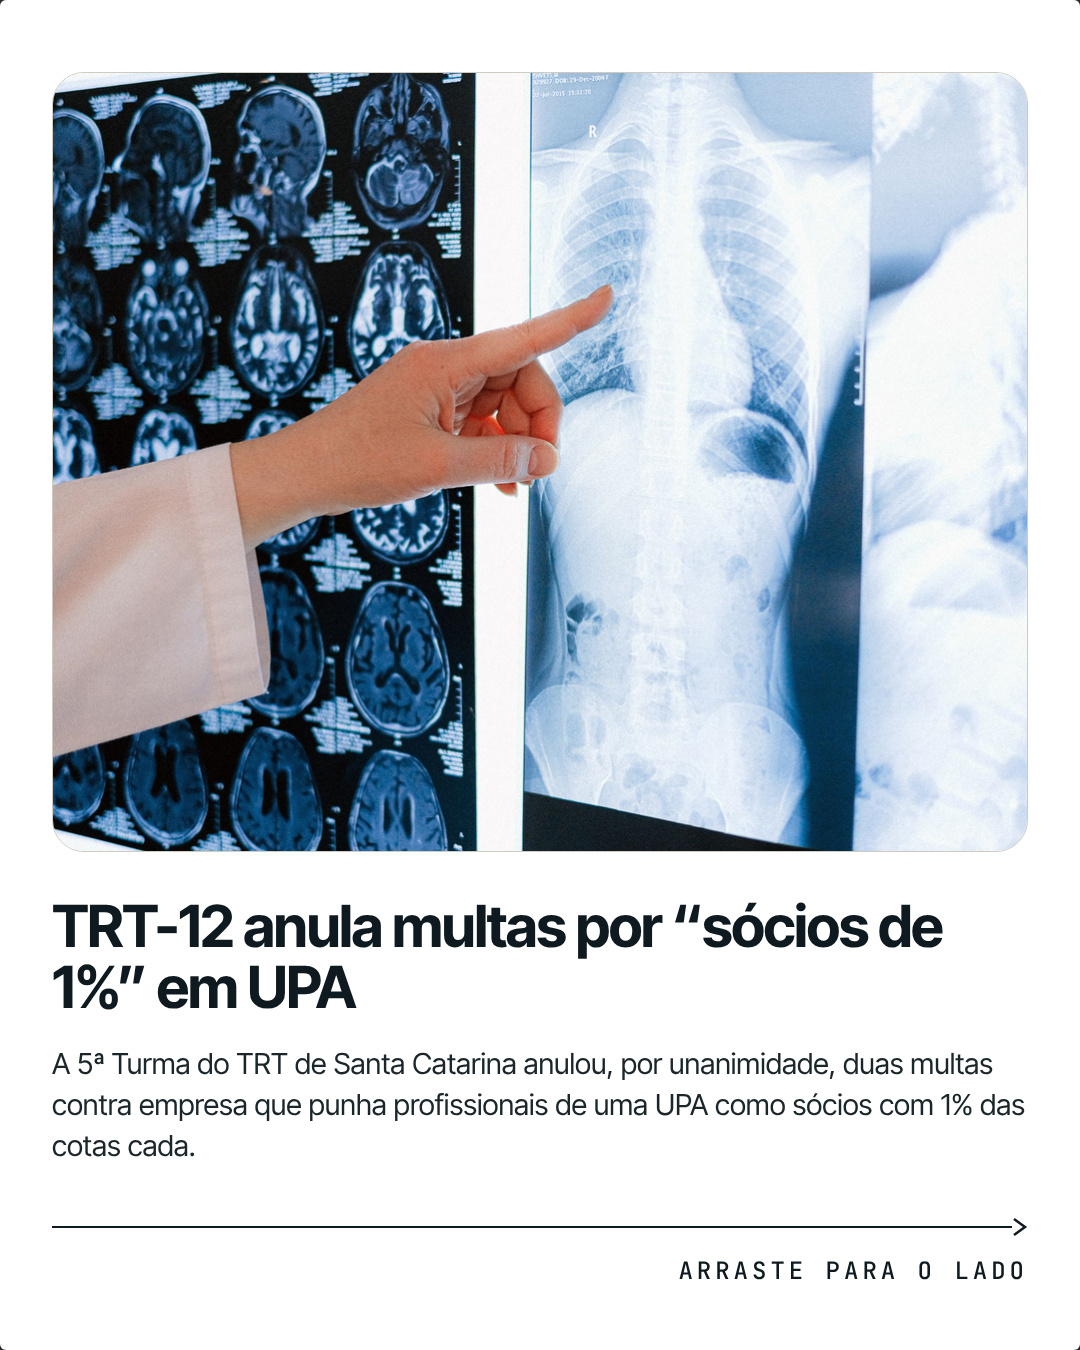 R
TRT-12 anula multas por “sócios de
1%” em UPA
A 5ª Turma do TRT de Santa Catarina anulou, por unanimidade, duas multas
contra empresa que punha profissionais de uma UPA como sócios com 1% das
cotas cada.
ARRASTE PARA O LADO